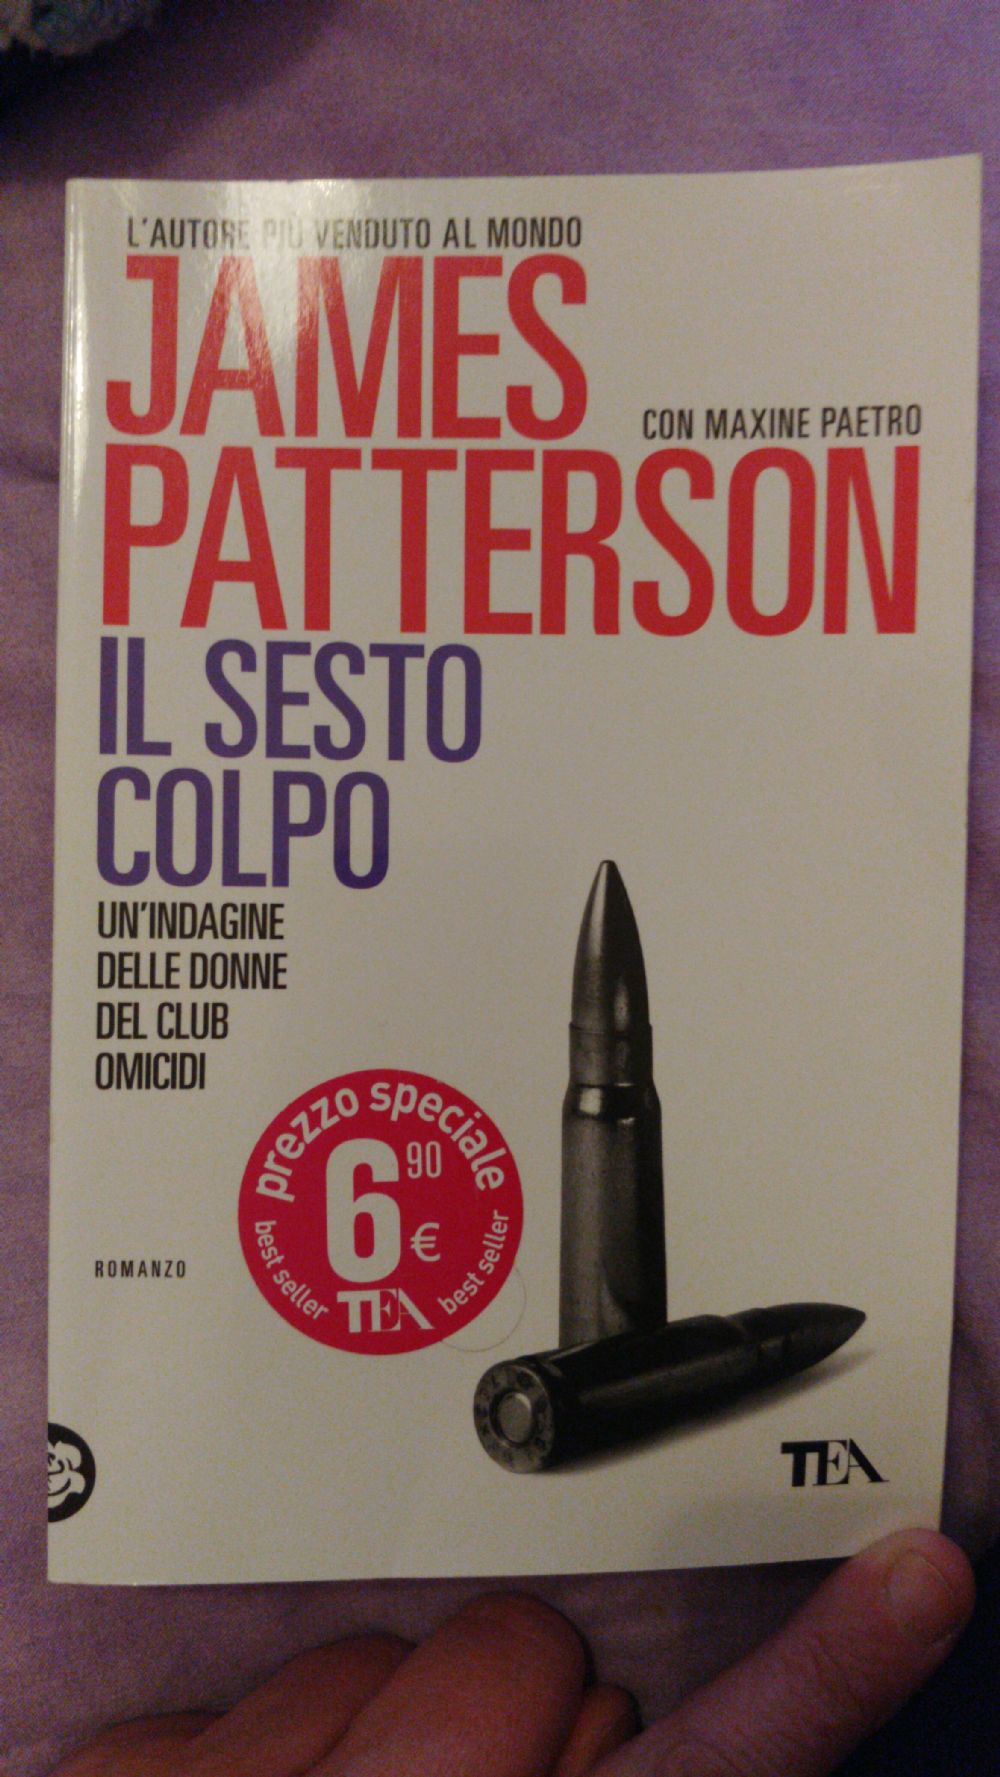 L'AUTORE PIÙ VENDUTO AL MONDO
JAMES
CON MAXINE PAETRO
PATTERSON
IL SESTO
COLPO
UN'INDAGINE
DELLE DONNE
DEL CLUB
OMICIDI
prezzo speciale
6 90
€
best seller
TEA
best seller
ROMANZO
TEA